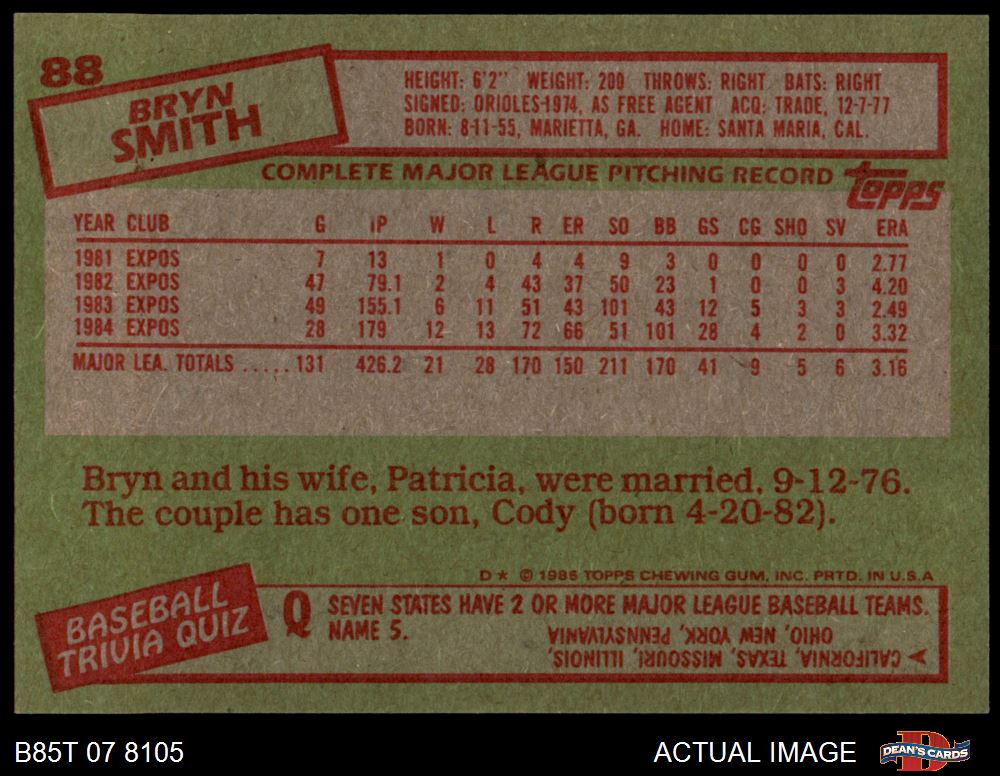 88
BRYN
SMITH
HEIGHT: 6'2" WEIGHT: 200 THROWS: RIGHT BATS: RIGHT
SIGNED: ORIOLES-1974, AS FREE AGENT ACQ: TRADE, 12-7-77
BORN: 8-11-55, MARIETTA, GA. HOME: SANTA MARIA, CAL.
COMPLETE MAJOR LEAGUE PITCHING RECORD
TOPPS
YEAR CLUB G IP W L R ER SO BB GS CG SHO SV ERA
1981 EXPOS 7 13 1 0 4 4 9 3 0 0 0 0 2.77
1982 EXPOS 47 79.1 2 4 43 37 50 23 1 0 0 3 4.20
1983 EXPOS 49 155.1 6 11 51 43 101 43 12 5 3 3 2.49
1984 EXPOS 28 179 12 13 72 66 51 101 28 4 2 0 3.32
MAJOR LEA. TOTALS ..... 131 426.2 21 28 170 150 211 170 41 9 5 6 3.16
Bryn and his wife, Patricia, were married, 9-12-76.
The couple has one son, Cody (born 4-20-82).
D* © 1985 TOPPS CHEWING GUM, INC. PRTD. IN U.S.A
BASEBALL
TRIVIA QUIZ
Q SEVEN STATES HAVE 2 OR MORE MAJOR LEAGUE BASEBALL TEAMS.
NAME 5.
CALIFORNIA, TEXAS, MISSOURI, ILLINOIS,
OHIO, NEW YORK, PENNSYLVANIA
B85T 07 8105
ACTUAL IMAGE
D
DEAN'S CARDS